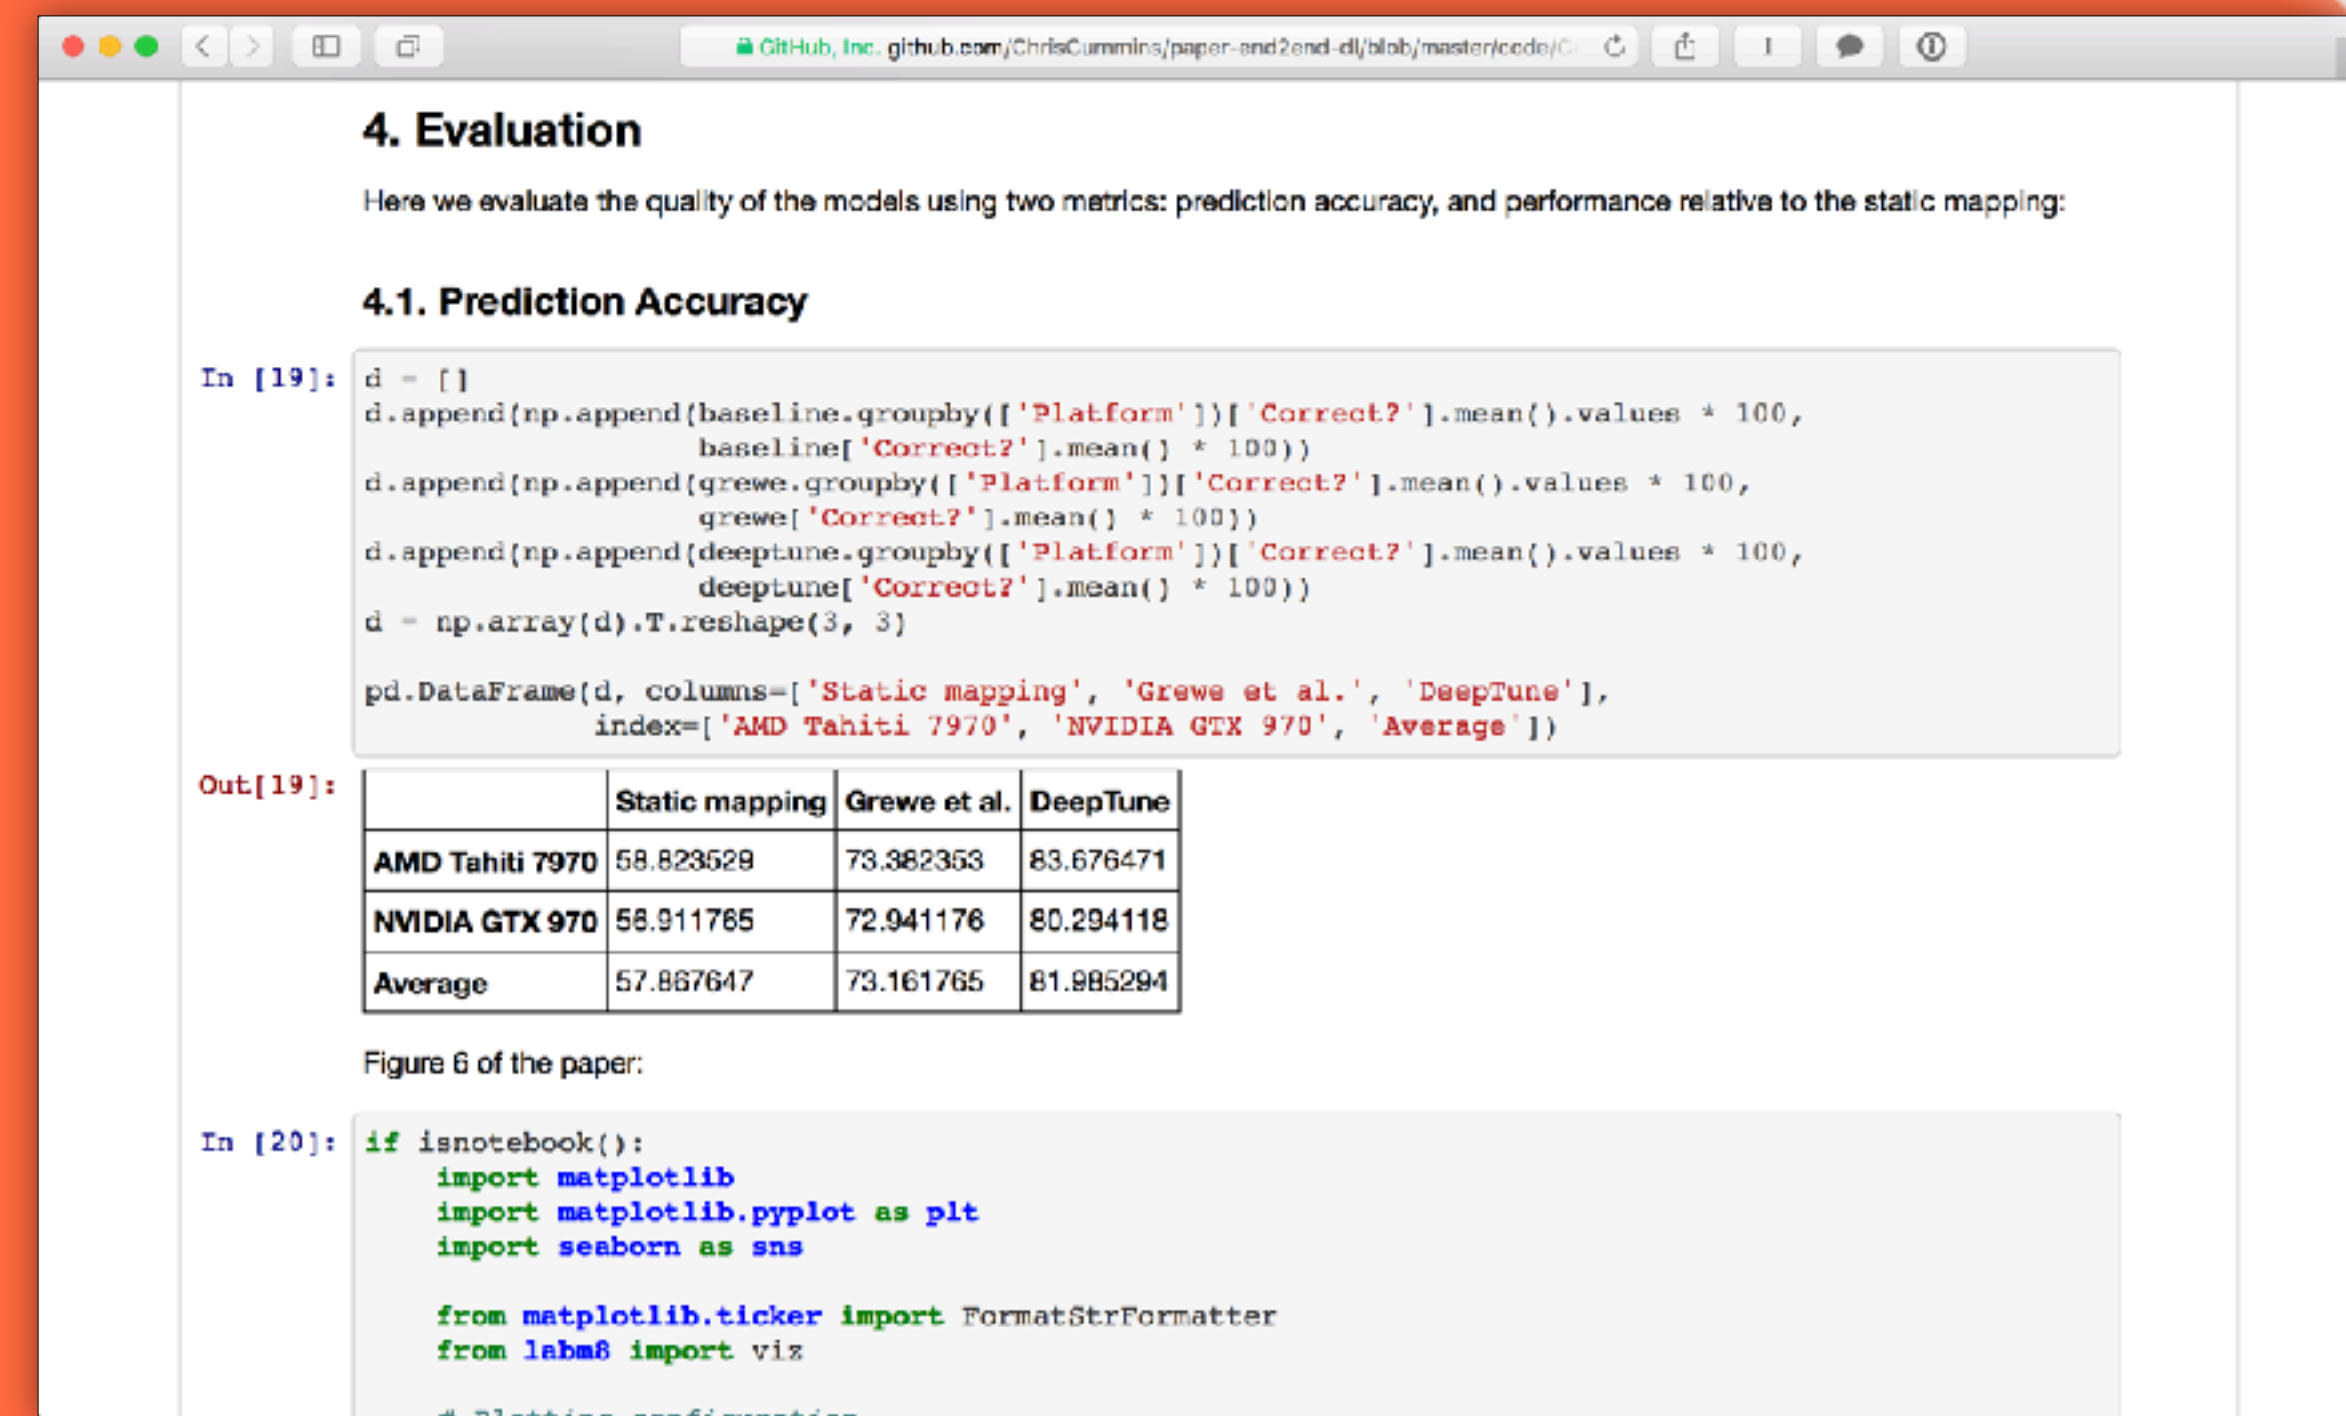 GitHub, Inc. github.com/ChrisCummins/paper-end2end-dl/blob/master/code/C
4. Evaluation
Here we evaluate the quality of the models using two metrics: prediction accuracy, and performance relative to the static mapping:
4.1. Prediction Accuracy
In [19]: d = []
d.append(np.append(baseline.groupby(['Platform'])['Correct?'].mean().values * 100,
baseline['Correct?'].mean() * 100))
d.append(np.append(grewe.groupby(['Platform'])['Correct?'].mean().values * 100,
grewe['Correct?'].mean() * 100))
d.append(np.append(deeptune.groupby(['Platform'])['Correct?'].mean().values * 100,
deeptune['Correct?'].mean() * 100))
d = np.array(d).T.reshape(3, 3)
pd.DataFrame(d, columns=['Static mapping', 'Grewe et al.', 'DeepTune'],
index=['AMD Tahiti 7970', 'NVIDIA GTX 970', 'Average'])
Out[19]:
Static mapping Grewe et al. DeepTune
AMD Tahiti 7970 58.823529 73.382353 83.676471
NVIDIA GTX 970 56.911765 72.941176 80.294118
Average 57.867647 73.161765 81.985294
Figure 6 of the paper:
In [20]: if isnotebook():
import matplotlib
import matplotlib.pyplot as plt
import seaborn as sns
from matplotlib.ticker import FormatStrFormatter
from labm8 import viz
# Plotting configuration